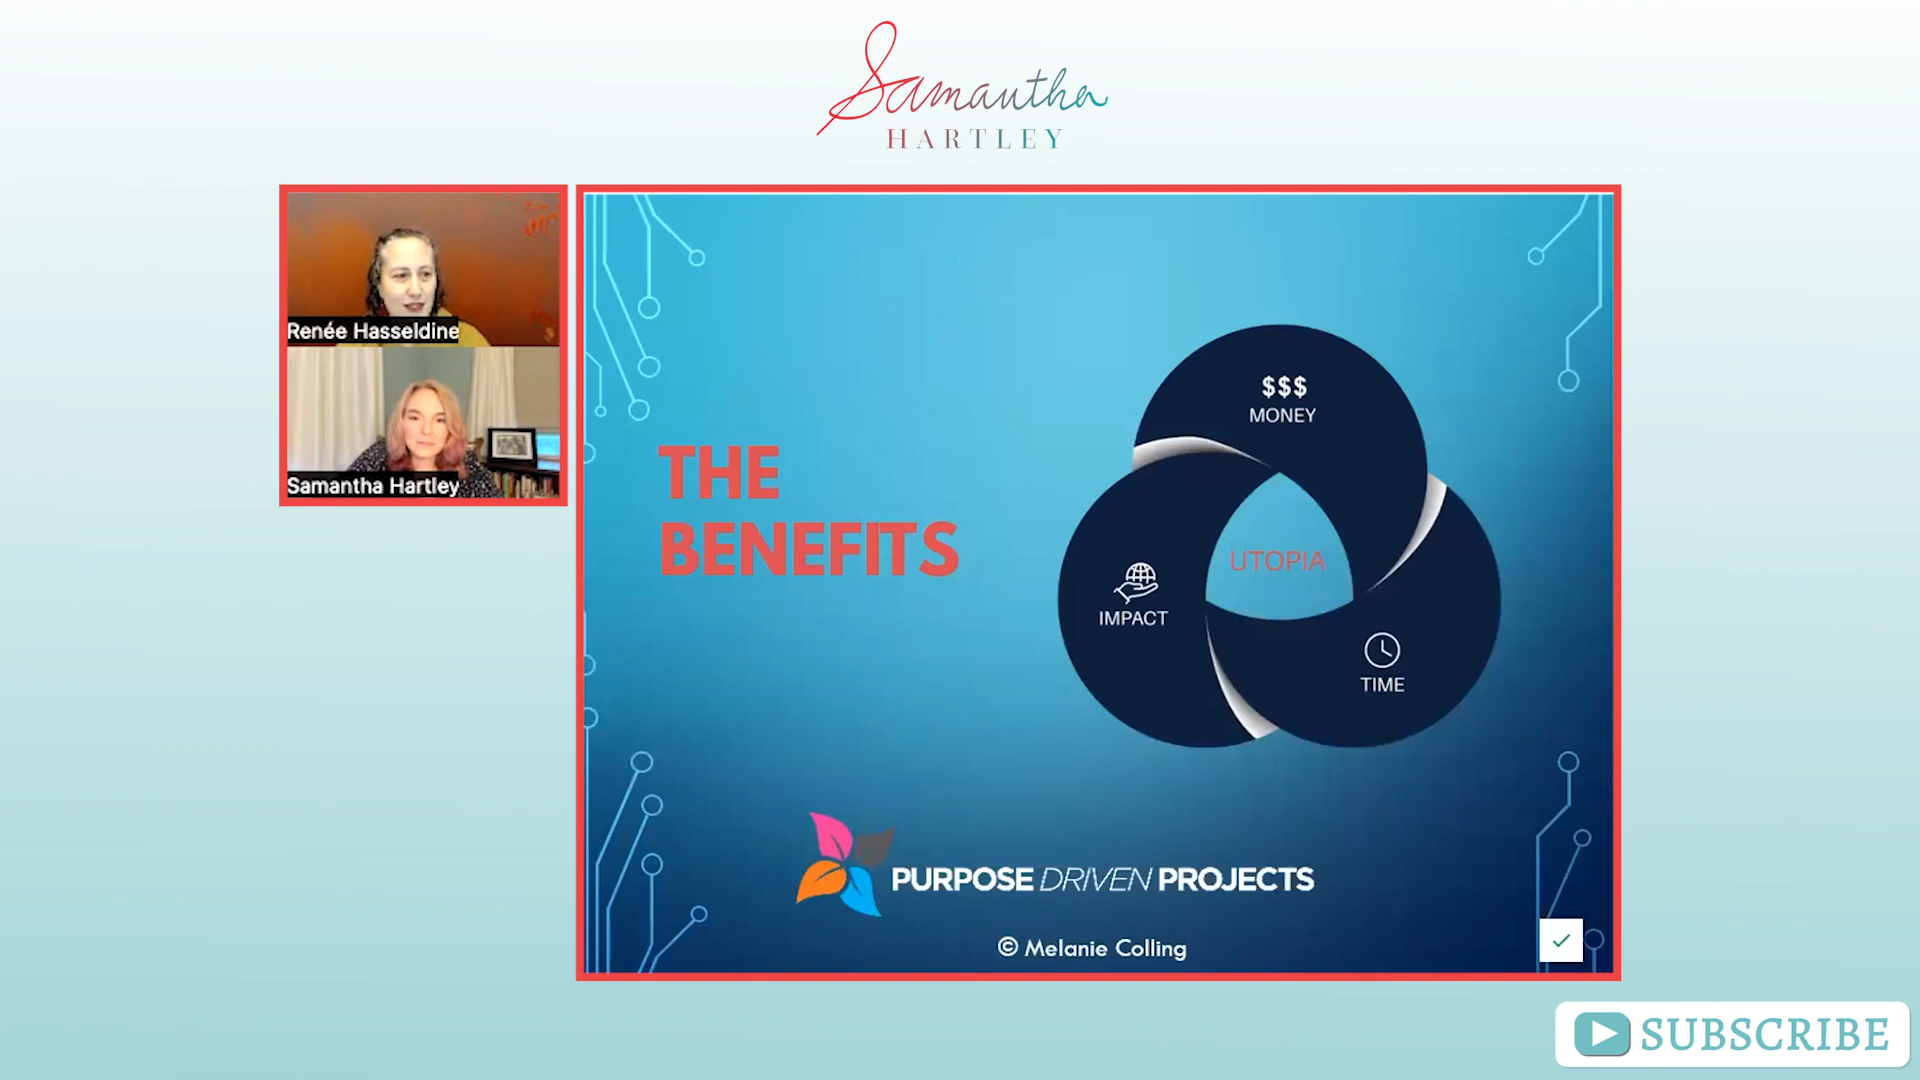 Samantha
HARTLEY
Renée Hasseldine
Samantha Hartley
THE
BENEFITS
$$$
MONEY
UTOPIA
IMPACT
TIME
PURPOSE DRIVEN PROJECTS
© Melanie Colling
SUBSCRIBE